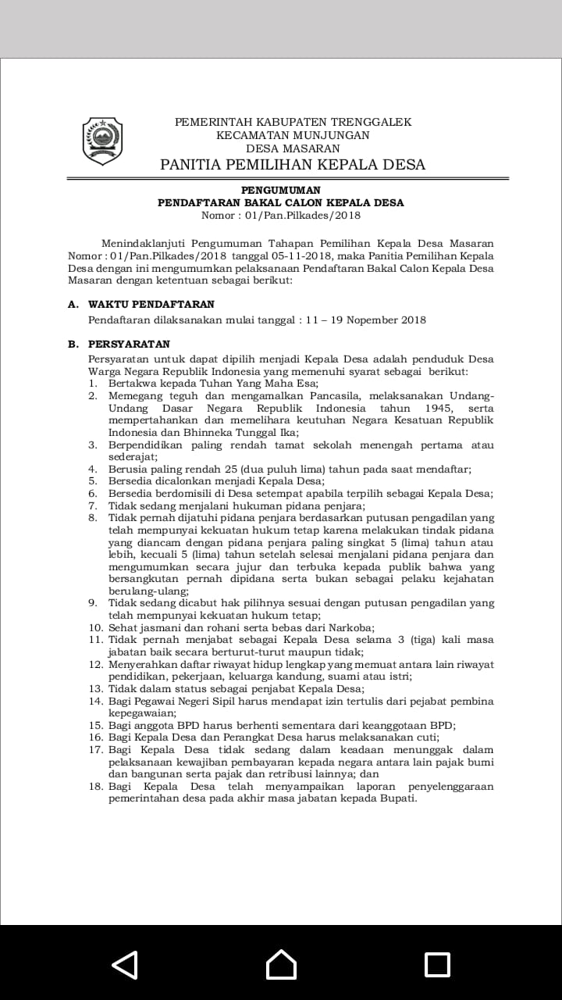 PEMERINTAH KABUPATEN TRENGGALEK
KECAMATAN MUNJUNGAN
DESA MASARAN
PANITIA PEMILIHAN KEPALA DESA
PENGUMUMAN
PENDAFTARAN BAKAL CALON KEPALA DESA
Nomor : 01/Pan.Pilkades/2018
Menindaklanjuti Pengumuman Tahapan Pemilihan Kepala Desa Masaran
Nomor : 01/Pan.Pilkades/2018 tanggal 05-11-2018, maka Panitia Pemilihan Kepala
Desa dengan ini mengumumkan pelaksanaan Pendaftaran Bakal Calon Kepala Desa
Masaran dengan ketentuan sebagai berikut:
A. WAKTU PENDAFTARAN
Pendaftaran dilaksanakan mulai tanggal : 11 – 19 Nopember 2018
B. PERSYARATAN
Persyaratan untuk dapat dipilih menjadi Kepala Desa adalah penduduk Desa
Warga Negara Republik Indonesia yang memenuhi syarat sebagai berikut:
1. Bertakwa kepada Tuhan Yang Maha Esa;
2. Memegang teguh dan mengamalkan Pancasila, melaksanakan Undang-
Undang Dasar Negara Republik Indonesia tahun 1945, serta
mempertahankan dan memelihara keutuhan Negara Kesatuan Republik
Indonesia dan Bhinneka Tunggal Ika;
3. Berpendidikan paling rendah tamat sekolah menengah pertama atau
sederajat;
4. Berusia paling rendah 25 (dua puluh lima) tahun pada saat mendaftar;
5. Bersedia dicalonkan menjadi Kepala Desa;
6. Bersedia berdomisili di Desa setempat apabila terpilih sebagai Kepala Desa;
7. Tidak sedang menjalani hukuman pidana penjara;
8. Tidak pernah dijatuhi pidana penjara berdasarkan putusan pengadilan yang
telah mempunyai kekuatan hukum tetap karena melakukan tindak pidana
yang diancam dengan pidana penjara paling singkat 5 (lima) tahun atau
lebih, kecuali 5 (lima) tahun setelah selesai menjalani pidana penjara dan
mengumumkan secara jujur dan terbuka kepada publik bahwa yang
bersangkutan pernah dipidana serta bukan sebagai pelaku kejahatan
berulang-ulang;
9. Tidak sedang dicabut hak pilihnya sesuai dengan putusan pengadilan yang
telah mempunyai kekuatan hukum tetap;
10. Sehat jasmani dan rohani serta bebas dari Narkoba;
11. Tidak pernah menjabat sebagai Kepala Desa selama 3 (tiga) kali masa
jabatan baik secara berturut-turut maupun tidak;
12. Menyerahkan daftar riwayat hidup lengkap yang memuat antara lain riwayat
pendidikan, pekerjaan, keluarga kandung, suami atau istri;
13. Tidak dalam status sebagai penjabat Kepala Desa;
14. Bagi Pegawai Negeri Sipil harus mendapat izin tertulis dari pejabat pembina
kepegawaian;
15. Bagi anggota BPD harus berhenti sementara dari keanggotaan BPD;
16. Bagi Kepala Desa dan Perangkat Desa harus melaksanakan cuti;
17. Bagi Kepala Desa tidak sedang dalam keadaan menunggak dalam
pelaksanaan kewajiban pembayaran kepada negara antara lain pajak bumi
dan bangunan serta pajak dan retribusi lainnya; dan
18. Bagi Kepala Desa telah menyampaikan laporan penyelenggaraan
pemerintahan desa pada akhir masa jabatan kepada Bupati.